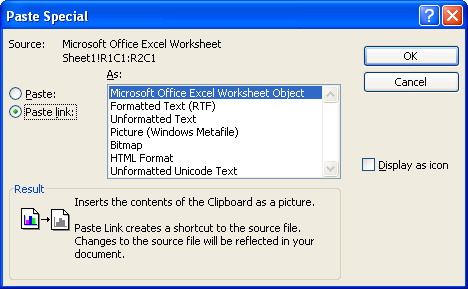 Paste Special
Source: Microsoft Office Excel Worksheet
Sheet1!R1C1:R2C1
As:
Paste:
Paste link:
Microsoft Office Excel Worksheet Object
Formatted Text (RTF)
Unformatted Text
Picture (Windows Metafile)
Bitmap
HTML Format
Unformatted Unicode Text
OK
Cancel
Display as icon
Result
Inserts the contents of the Clipboard as a picture.
Paste Link creates a shortcut to the source file.
Changes to the source file will be reflected in your
document.